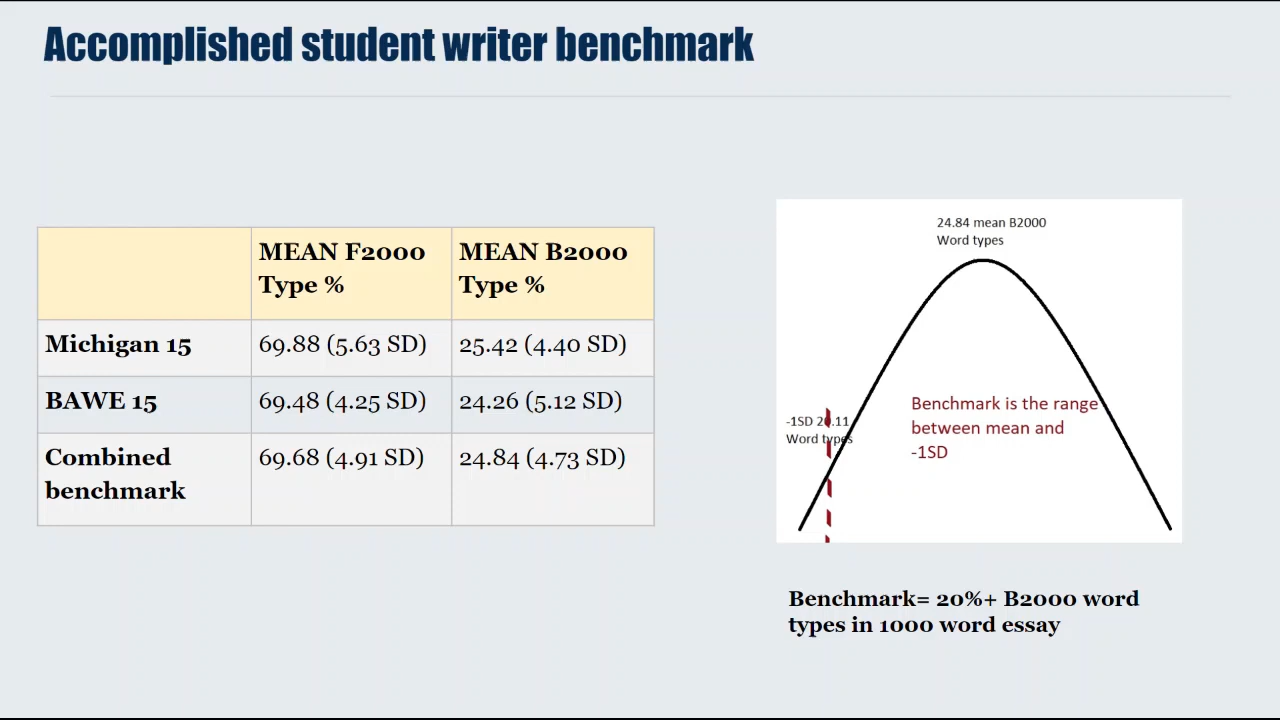 Accomplished student writer benchmark
MEAN F2000 MEAN B2000
Type % Type %
Michigan 15 69.88 (5.63 SD) 25.42 (4.40 SD)
BAWE 15 69.48 (4.25 SD) 24.26 (5.12 SD)
Combined 69.68 (4.91 SD) 24.84 (4.73 SD)
benchmark
24.84 mean B2000
Word types
-1SD 20.11
Word types
Benchmark is the range
between mean and
-1SD
Benchmark= 20%+ B2000 word
types in 1000 word essay